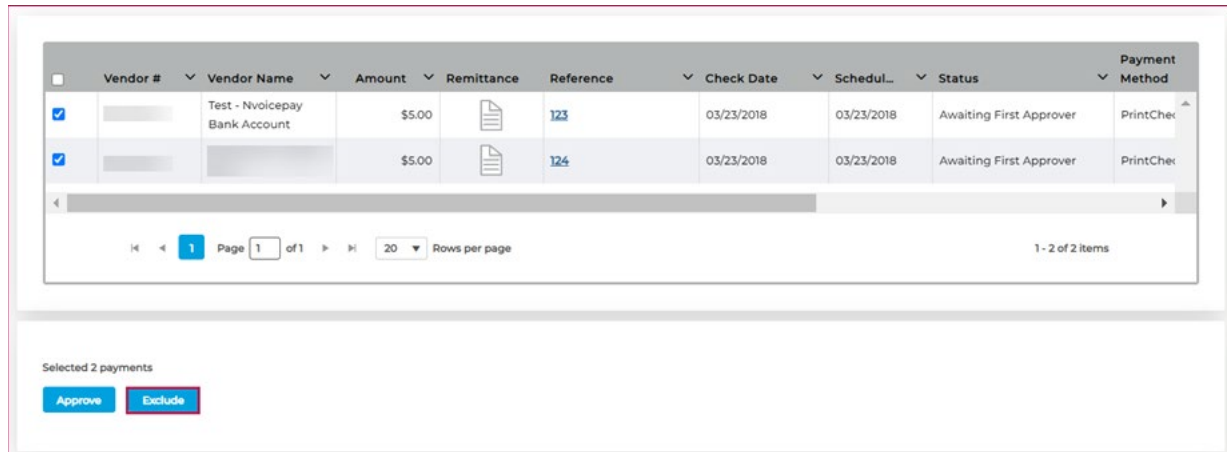 Payment
Vendor # Vendor Name Amount Remittance Reference Check Date Schedul... Status Method
Test - Nvoicepay
Bank Account
$5.00 123 03/23/2018 03/23/2018 Awaiting First Approver PrintChec
$5.00 124 03/23/2018 03/23/2018 Awaiting First Approver PrintChec
1 Page 1 of 1 20 Rows per page 1 - 2 of 2 items
Selected 2 payments
Approve Exclude